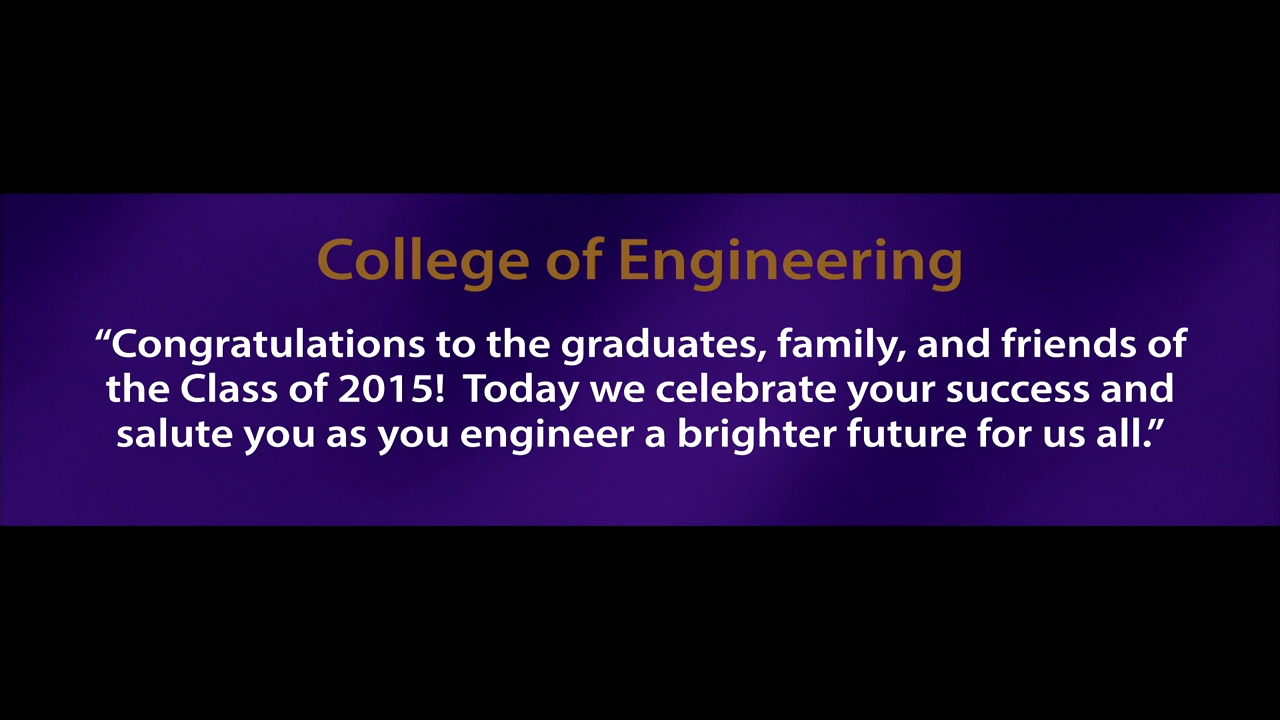 College of Engineering
“Congratulations to the graduates, family, and friends of
the Class of 2015!  Today we celebrate your success and
salute you as you engineer a brighter future for us all.”